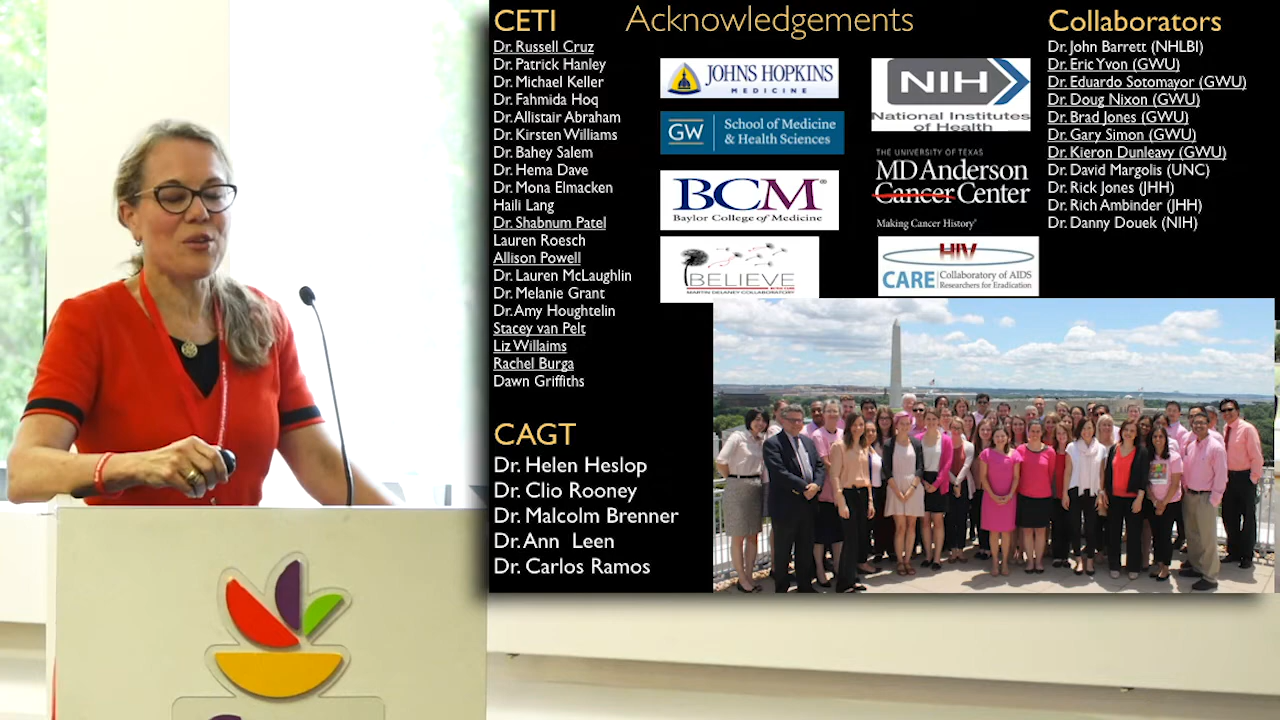 CETI
Dr. Russell Cruz
Dr. Patrick Hanley
Dr. Michael Keller
Dr. Fahmida Hoq
Dr. Allistair Abraham
Dr. Kirsten Williams
Dr. Bahey Salem
Dr. Hema Dave
Dr. Mona Elmacken
Haili Lang
Dr. Shabnum Patel
Lauren Roesch
Allison Powell
Dr. Lauren McLaughlin
Dr. Melanie Grant
Dr. Amy Houghtelin
Stacey van Pelt
Liz Willaims
Rachel Burga
Dawn Griffiths
CAGT
Dr. Helen Heslop
Dr. Clio Rooney
Dr. Malcolm Brenner
Dr. Ann Leen
Dr. Carlos Ramos
Acknowledgements
JOHNS HOPKINS
MEDICINE
GW School of Medicine
& Health Sciences
BCM®
Baylor College of Medicine
BELIEVE
MARTIN DELANEY COLLABORATORY
NIH
National Institutes
of Health
THE UNIVERSITY OF TEXAS
MD Anderson
Cancer Center
Making Cancer History®
HIV
CARE Collaboratory of AIDS
Researchers for Eradication
Collaborators
Dr. John Barrett (NHLBI)
Dr. Eric Yvon (GWU)
Dr. Eduardo Sotomayor (GWU)
Dr. Doug Nixon (GWU)
Dr. Brad Jones (GWU)
Dr. Gary Simon (GWU)
Dr. Kieron Dunleavy (GWU)
Dr. David Margolis (UNC)
Dr. Rick Jones (JHH)
Dr. Rich Ambinder (JHH)
Dr. Danny Douek (NIH)